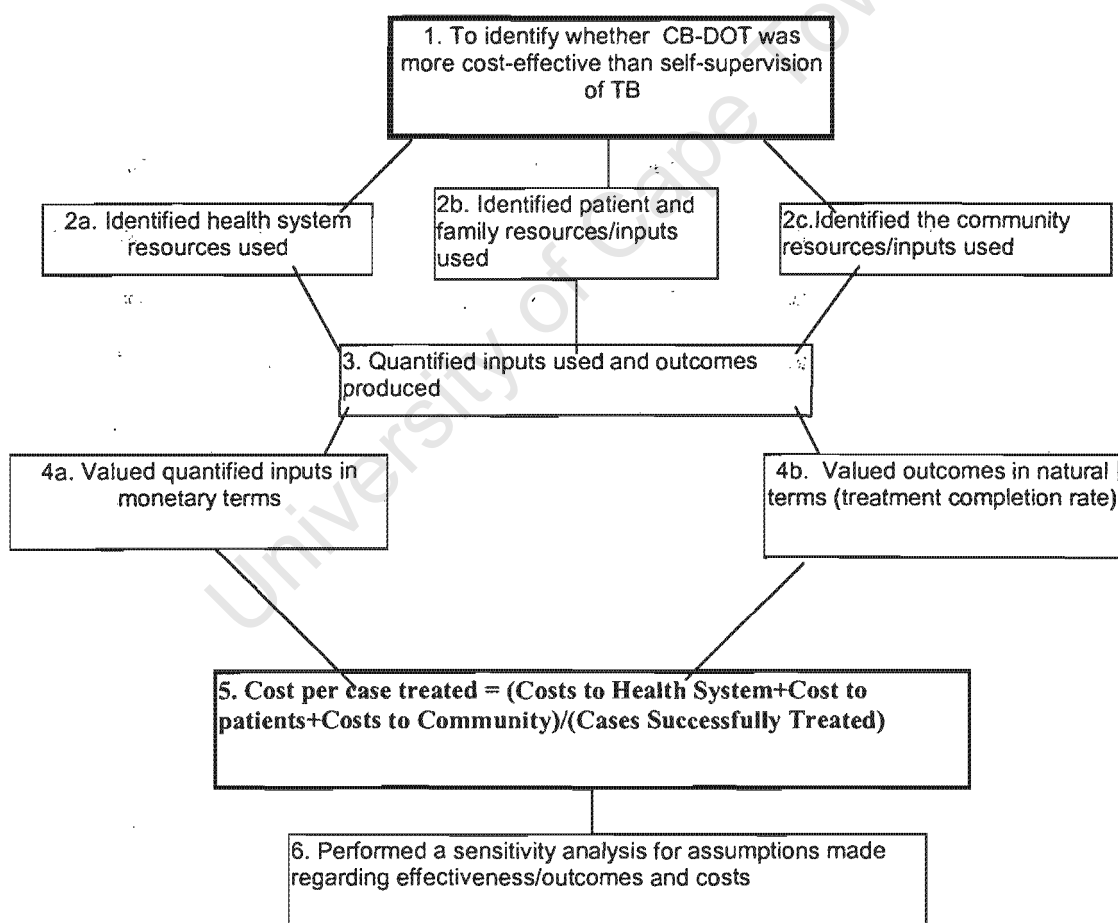 1. To identify whether CB-DOT was
more cost-effective than self-supervision
of TB
2a. Identified health system
resources used
2b. Identified patient and
family resources/inputs
used
2c.Identified the community
resources/inputs used
3. Quantified inputs used and outcomes
produced
4a. Valued quantified inputs in
monetary terms
4b. Valued outcomes in natural
terms (treatment completion rate)
5. Cost per case treated = (Costs to Health System+Cost to
patients+Costs to Community)/(Cases Successfully Treated)
6. Performed a sensitivity analysis for assumptions made
regarding effectiveness/outcomes and costs
University of Cape Tow